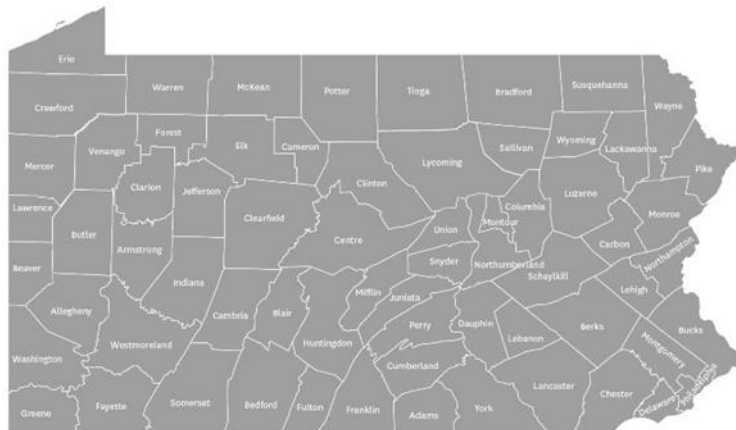 Erie
Warren
McKean
Potter
Tioga
Bradford
Susquehanna
Wayne
Crawford
Forest
Elk
Cameron
Sullivan
Wyoming
Lackawanna
Mercer
Venango
Lycoming
Pike
Clarion
Jefferson
Clinton
Luzerne
Lawrence
Clearfield
Columbia
Monroe
Butler
Centre
Union
Montour
Carbon
Armstrong
Northampton
Beaver
Indiana
Snyder
Northumberland
Schuylkill
Mifflin
Juniata
Lehigh
Allegheny
Cambria
Blair
Perry
Dauphin
Berks
Bucks
Westmoreland
Huntingdon
Lebanon
Montgomery
Washington
Cumberland
Lancaster
Philadelphia
Greene
Fayette
Somerset
Bedford
Fulton
Franklin
Adams
York
Chester
Delaware